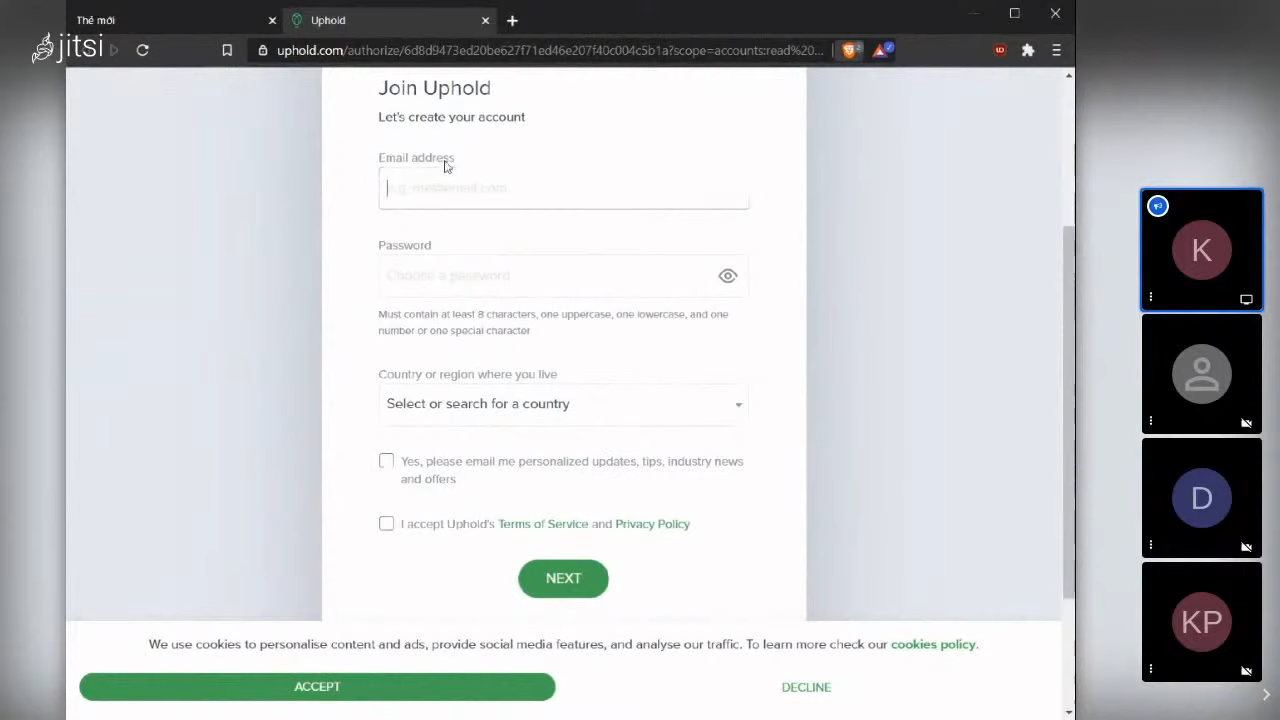 Thẻ mới
Uphold
jitsi
uphold.com/authorize/6d8d9473ed20be627f71ed46e207f40c004c5b1a?scope=accounts:read%20...
Join Uphold
Let's create your account
Email address
e.g. me@email.com
Password
Choose a password
Must contain at least 8 characters, one uppercase, one lowercase, and one
number or one special character
Country or region where you live
Select or search for a country
Yes, please email me personalized updates, tips, industry news
and offers
I accept Uphold's Terms of Service and Privacy Policy
NEXT
We use cookies to personalise content and ads, provide social media features, and analyse our traffic. To learn more check our cookies policy.
ACCEPT
DECLINE
K
D
KP